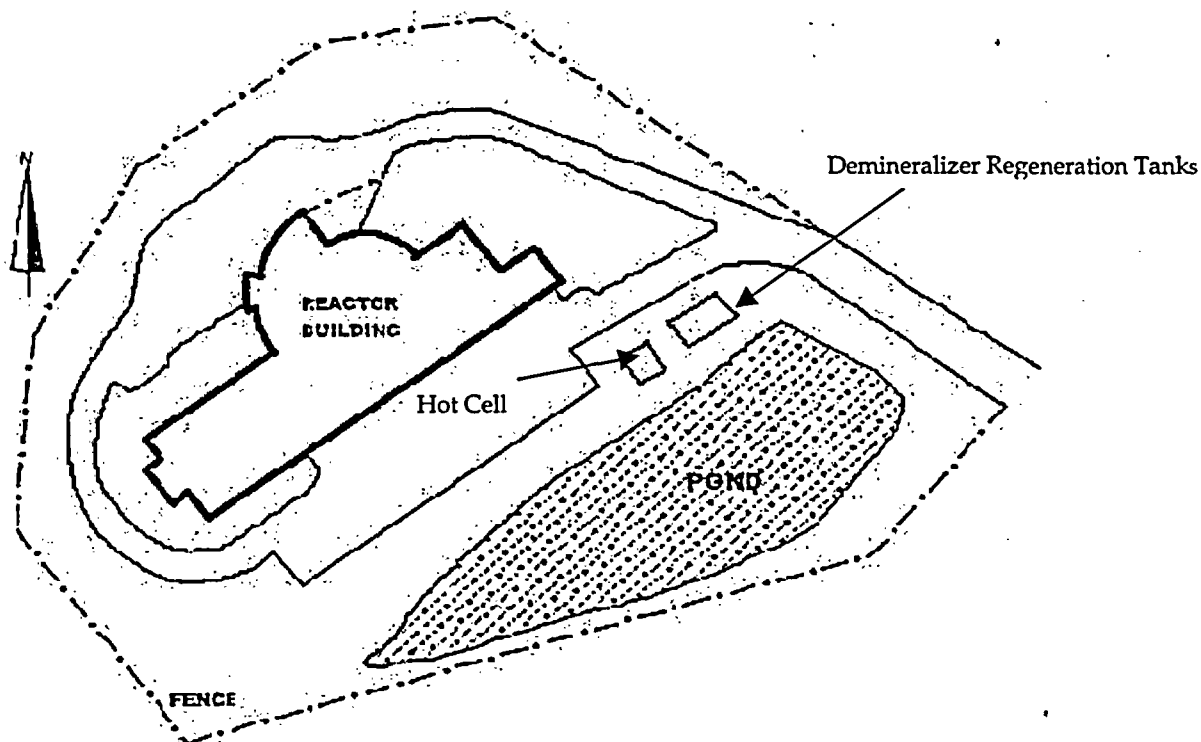 N
Demineralizer Regeneration Tanks
REACTOR
BUILDING
Hot Cell
POND
FENCE